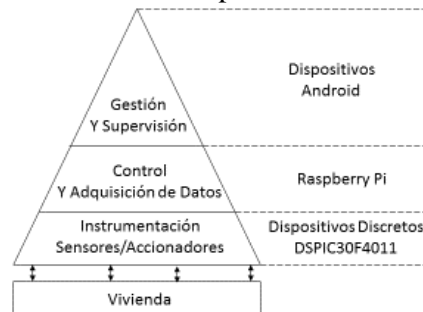 Dispositivos
Android
Gestión
Y Supervisión
Control
Y Adquisición de Datos
Raspberry Pi
Instrumentación
Sensores/Accionadores
Dispositivos Discretos
DSPIC30F4011
Vivienda